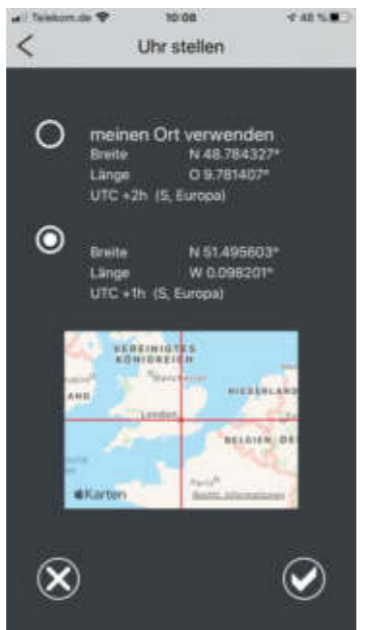 Telekom.de 10:08 48 %
Uhr stellen
meinen Ort verwenden
Breite N 48.784327°
Länge O 9.781407°
UTC +2h (S, Europa)
Breite N 51.495603°
Länge W 0.098201°
UTC +1h (S, Europa)
VEREINIGTES
KÖNIGREICH
Manchester
NIEDERLAND
London
BELGIEN
Paris
Karten Rechtl. Informationen